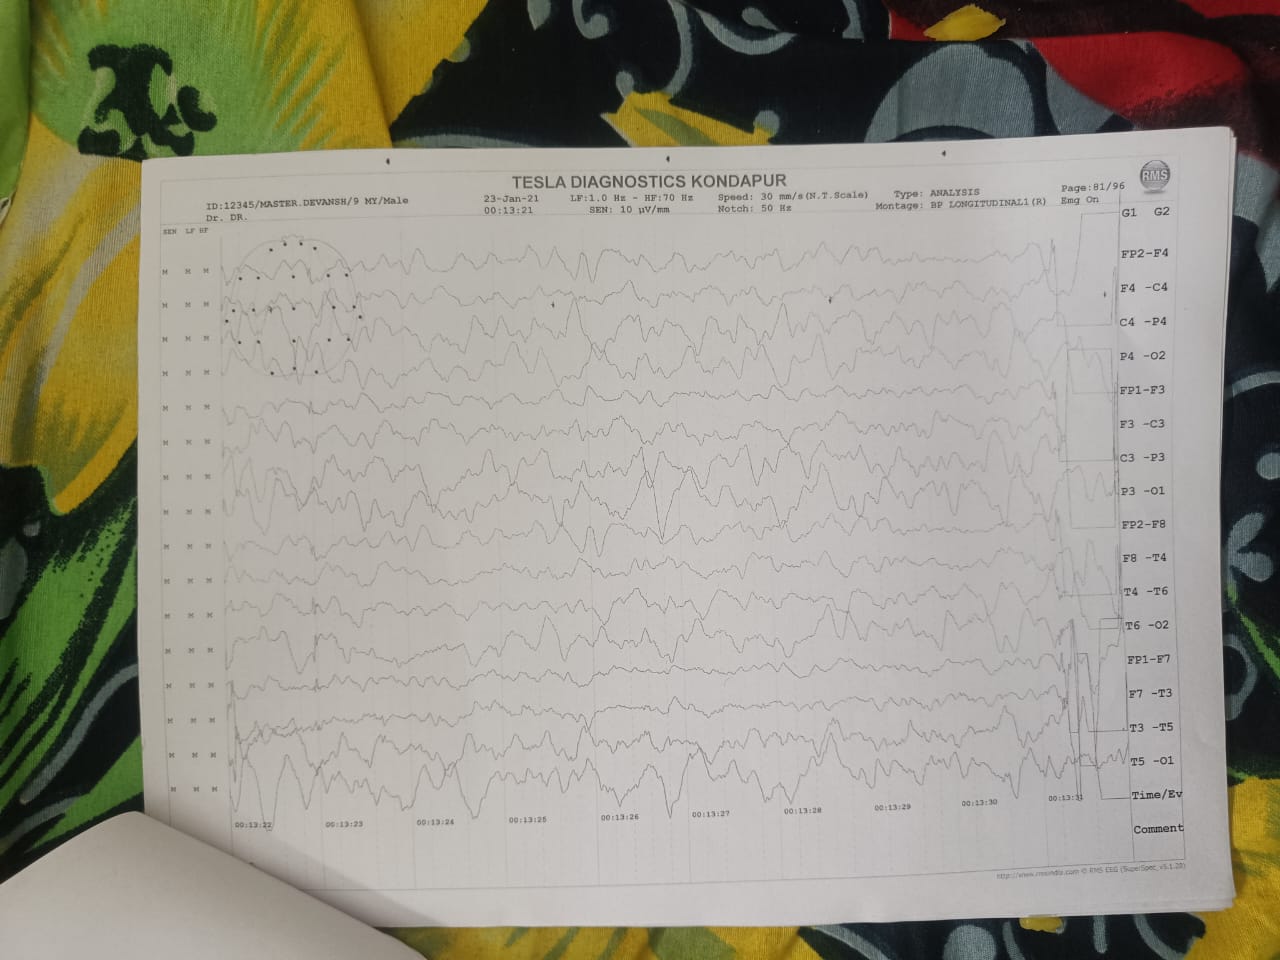 TESLA DIAGNOSTICS KONDAPUR
RMS
ID:12345/MASTER.DEVANSH/9 MY/Male 23-Jan-21 LF:1.0 Hz - HF:70 Hz Speed: 30 mm/s(N.T.Scale) Type: ANALYSIS Page:81/96
Dr. DR. 00:13:21 SEN: 10 µV/mm Notch: 50 Hz Montage: BP LONGITUDINAL1(R) Emg On
SEN LF HF
G1 G2
M M M FP2-F4
M M M F4 -C4
M M M C4 -P4
M M M P4 -O2
M M M FP1-F3
M M M F3 -C3
M M M C3 -P3
M M M P3 -O1
M M M FP2-F8
M M M F8 -T4
M M M T4 -T6
M M M T6 -O2
M M M FP1-F7
M M M F7 -T3
M M M T3 -T5
M M M T5 -O1
00:13:22 00:13:23 00:13:24 00:13:25 00:13:26 00:13:27 00:13:28 00:13:29 00:13:30 00:13:31 Time/Ev
Comment
http://www.rmsindia.com © RMS EEG (SuperSpec, v5.1.20)